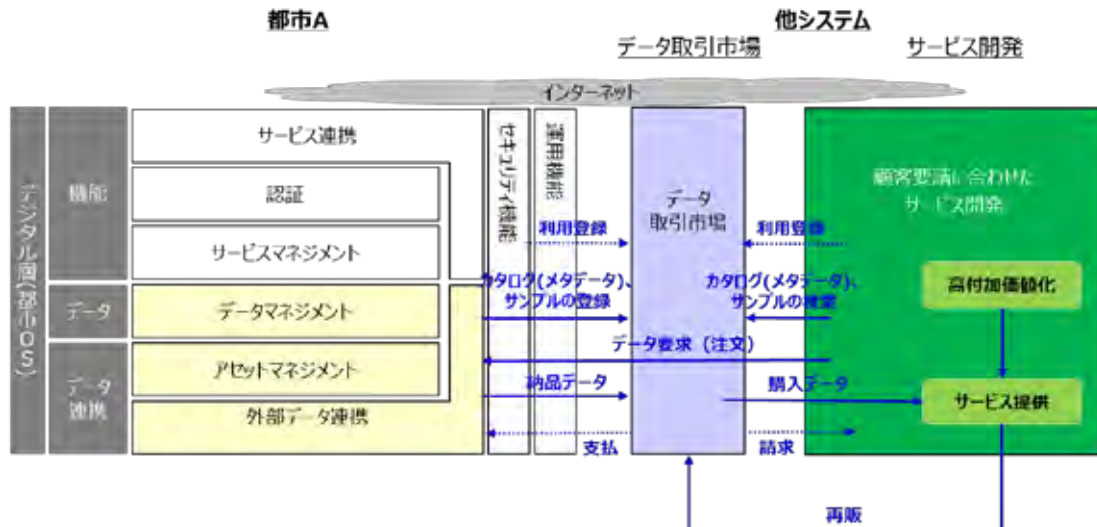 都市A
他システム
データ取引市場
サービス開発
インターネット
デジタル層(都市OS)
機能
データ
データ
連携
サービス連携
認証
サービスマネジメント
データマネジメント
アセットマネジメント
外部データ連携
セキュリティ機能
運用機能
データ
取引市場
顧客要請に合わせた
サービス開発
高付加価値化
サービス提供
利用登録
利用登録
カタログ(メタデータ)、
サンプルの登録
カタログ(メタデータ)、
サンプルの検索
データ要求(注文)
納品データ
購入データ
支払
請求
再販